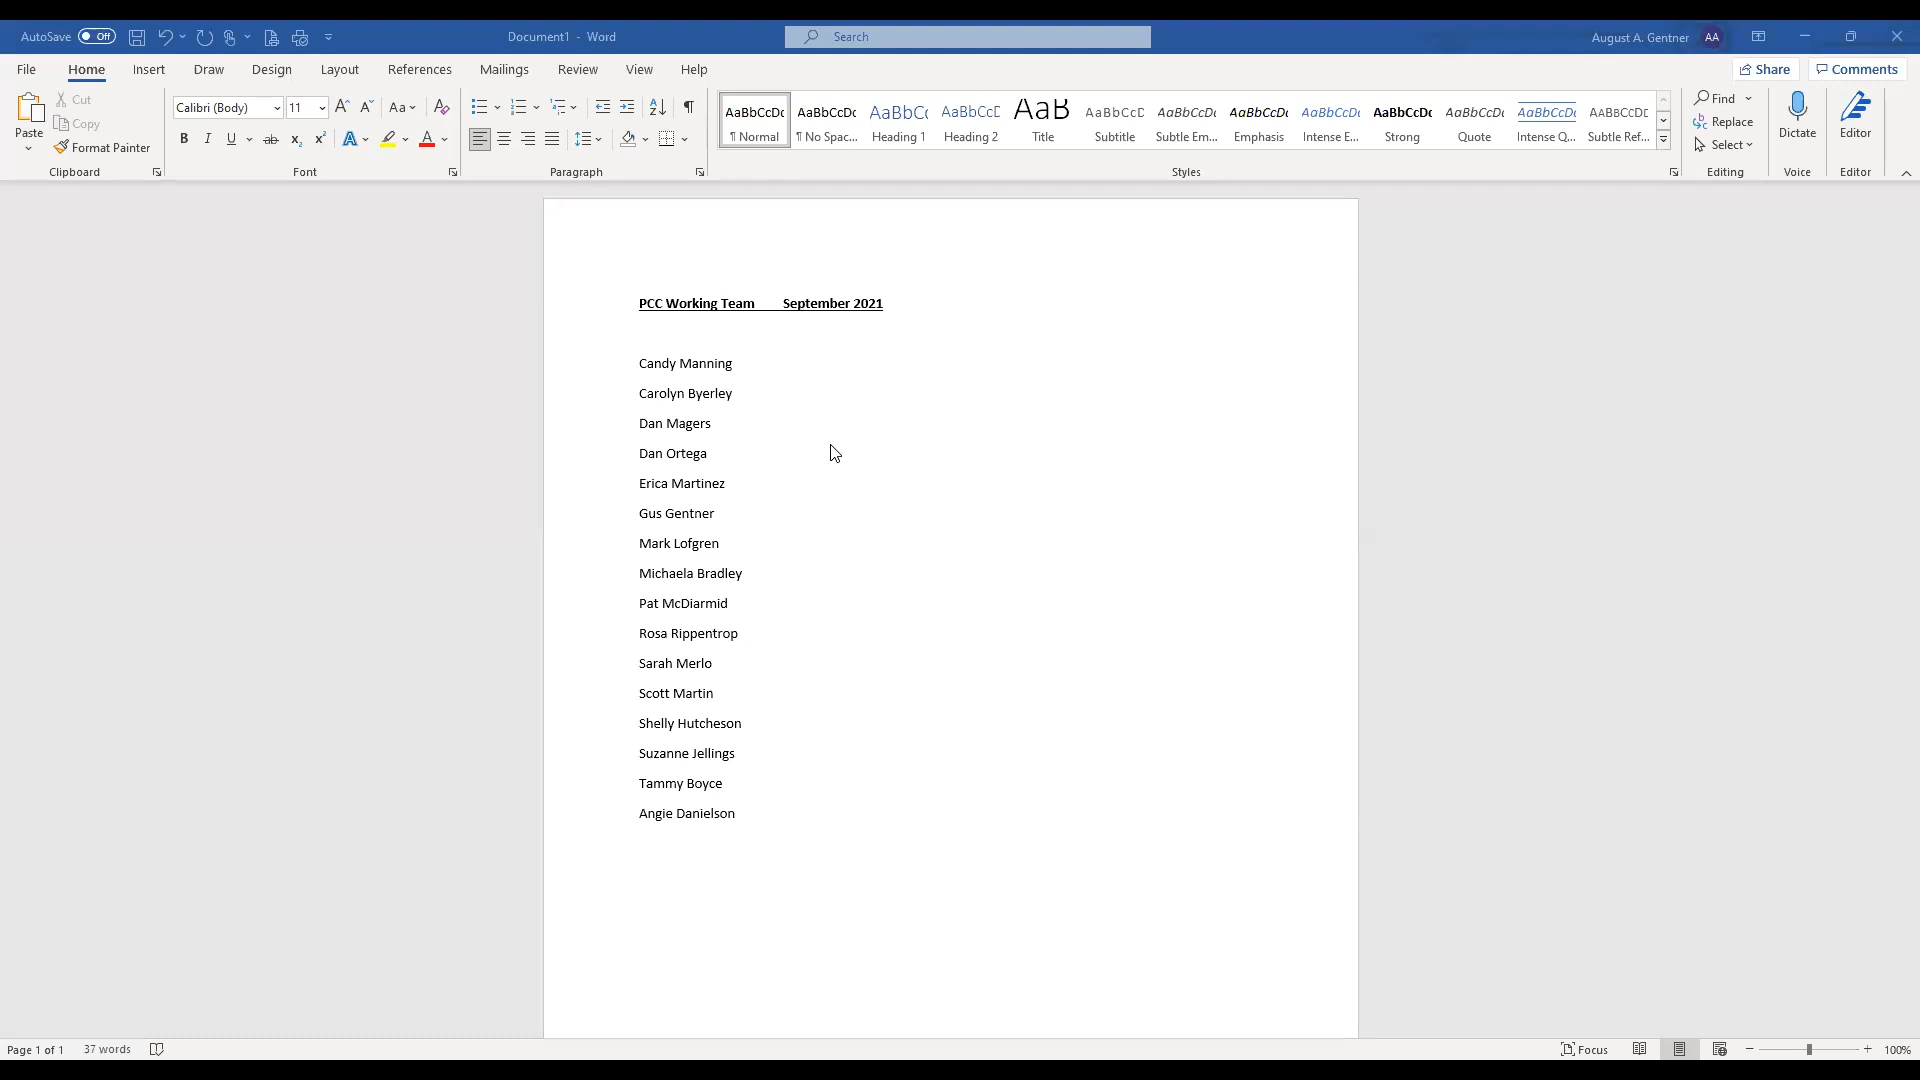 AutoSave Off Document1 - Word Search August A. Gentner AA
File Home Insert Draw Design Layout References Mailings Review View Help Share Comments
Paste Cut Copy Format Painter Clipboard
Calibri (Body) 11 Aa A
B I U ab x₂ x² A A Font
Paragraph
AaBbCcDc AaBbCcDc AaBbC AaBbCcD AaB AaBbCcD AaBbCcDc AaBbCcDc AaBbCcDc AaBbCcDc AaBbCcDc AaBbCcDc AaBbCcDc
¶ Normal ¶ No Spac... Heading 1 Heading 2 Title Subtitle Subtle Em... Emphasis Intense E... Strong Quote Intense Q... Subtle Ref...
Styles
Find Replace Select Editing
Dictate Voice
Editor Editor
PCC Working Team September 2021
Candy Manning
Carolyn Byerley
Dan Magers
Dan Ortega
Erica Martinez
Gus Gentner
Mark Lofgren
Michaela Bradley
Pat McDiarmid
Rosa Rippentrop
Sarah Merlo
Scott Martin
Shelly Hutcheson
Suzanne Jellings
Tammy Boyce
Angie Danielson
Page 1 of 1 37 words Focus 100%